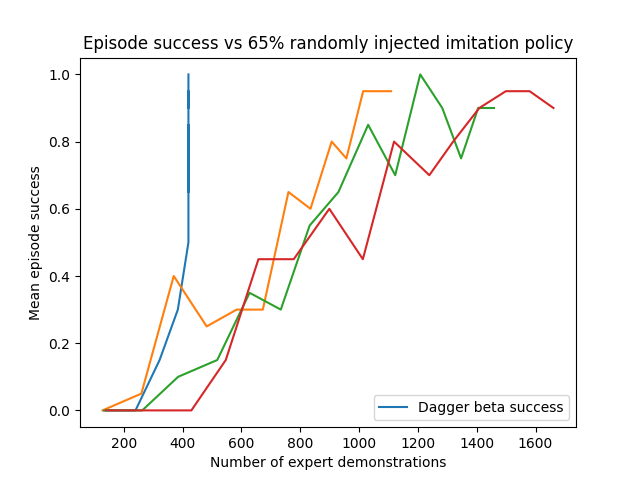 Episode success vs 65% randomly injected imitation policy
1.0
0.8
0.6
0.4
0.2
0.0
Mean episode success
Dagger beta success
200 400 600 800 1000 1200 1400 1600
Number of expert demonstrations